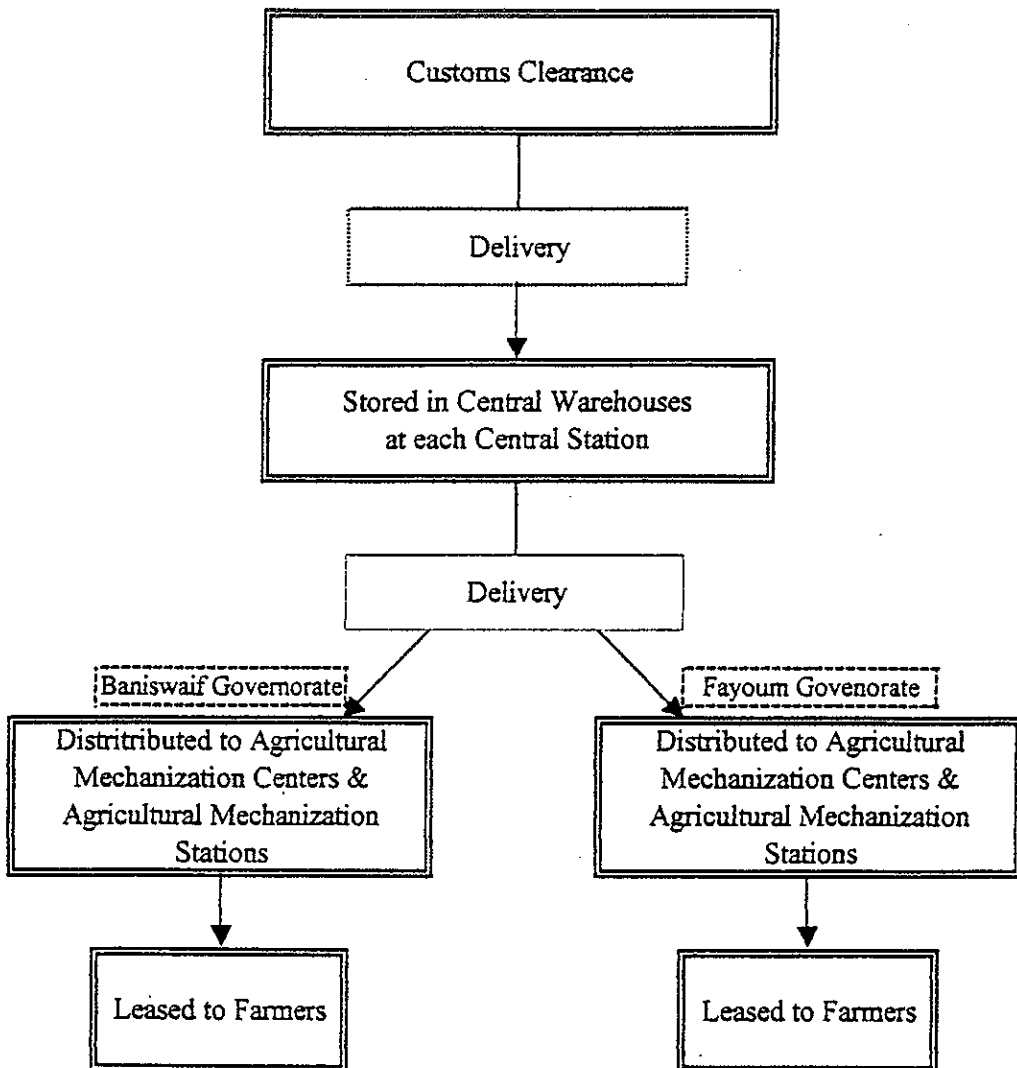 Customs Clearance
Delivery
Stored in Central Warehouses
at each Central Station
Delivery
Baniswaif Governorate
Fayoum Govenorate
Distritributed to Agricultural
Mechanization Centers &
Agricultural Mechanization
Stations
Distributed to Agricultural
Mechanization Centers &
Agricultural Mechanization
Stations
Leased to Farmers
Leased to Farmers